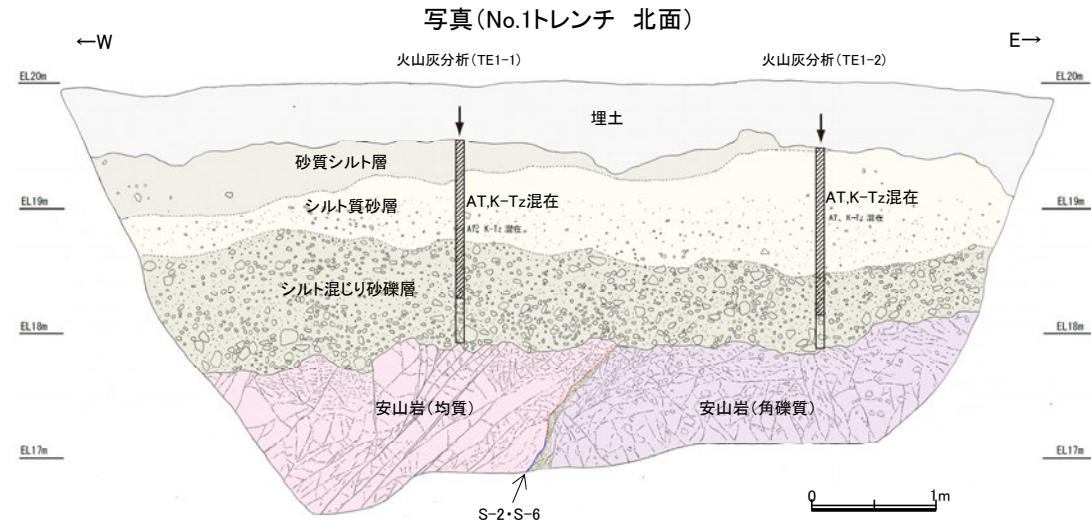 写真(No.1トレンチ 北面)
←W
E→
火山灰分析(TE1-1)
火山灰分析(TE1-2)
EL20m
EL20m
埋土
砂質シルト層
シルト質砂層
AT,K-Tz混在
AT、K-Tz 混在
AT,K-Tz混在
AT、K-Tz 混在
EL19m
EL19m
シルト混じり砂礫層
EL18m
EL18m
安山岩(均質)
安山岩(角礫質)
EL17m
EL17m
S-2・S-6
0
1m